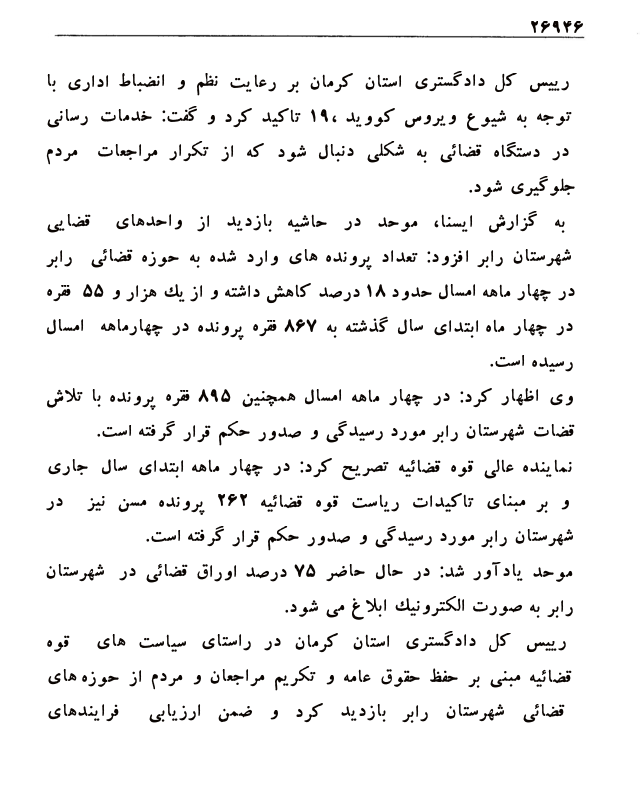 ۲۶۹۴۶
رییس کل دادگستری استان کرمان بر رعایت نظم و انضباط اداری با
توجه به شیوع ویروس کووید ،۱۹ تاکید کرد و گفت: خدمات رسانی
در دستگاه قضائی به شکلی دنبال شود که از تکرار مراجعات مردم
جلوگیری شود.
به گزارش ایسنا، موحد در حاشیه بازدید از واحدهای قضایی
شهرستان رابر افزود: تعداد پرونده های وارد شده به حوزه قضائی رابر
در چهار ماهه امسال حدود ۱۸ درصد کاهش داشته و از یك هزار و ۵۵ فقره
در چهار ماه ابتدای سال گذشته به ۸۶۷ فقره پرونده در چهارماهه امسال
رسیده است.
وی اظهار کرد: در چهار ماهه امسال همچنین ۸۹۵ فقره پرونده با تلاش
قضات شهرستان رابر مورد رسیدگی و صدور حکم قرار گرفته است.
نماینده عالی قوه قضائیه تصریح کرد: در چهار ماهه ابتدای سال جاری
و بر مبنای تاکیدات ریاست قوه قضائیه ۲۶۲ پرونده مسن نیز در
شهرستان رابر مورد رسیدگی و صدور حکم قرار گرفته است.
موحد یادآور شد: در حال حاضر ۷۵ درصد اوراق قضائی در شهرستان
رابر به صورت الکترونیك ابلاغ می شود.
رییس کل دادگستری استان کرمان در راستای سیاست های قوه
قضائیه مبنی بر حفظ حقوق عامه و تکریم مراجعان و مردم از حوزه های
قضائی شهرستان رابر بازدید کرد و ضمن ارزیابی فرایندهای